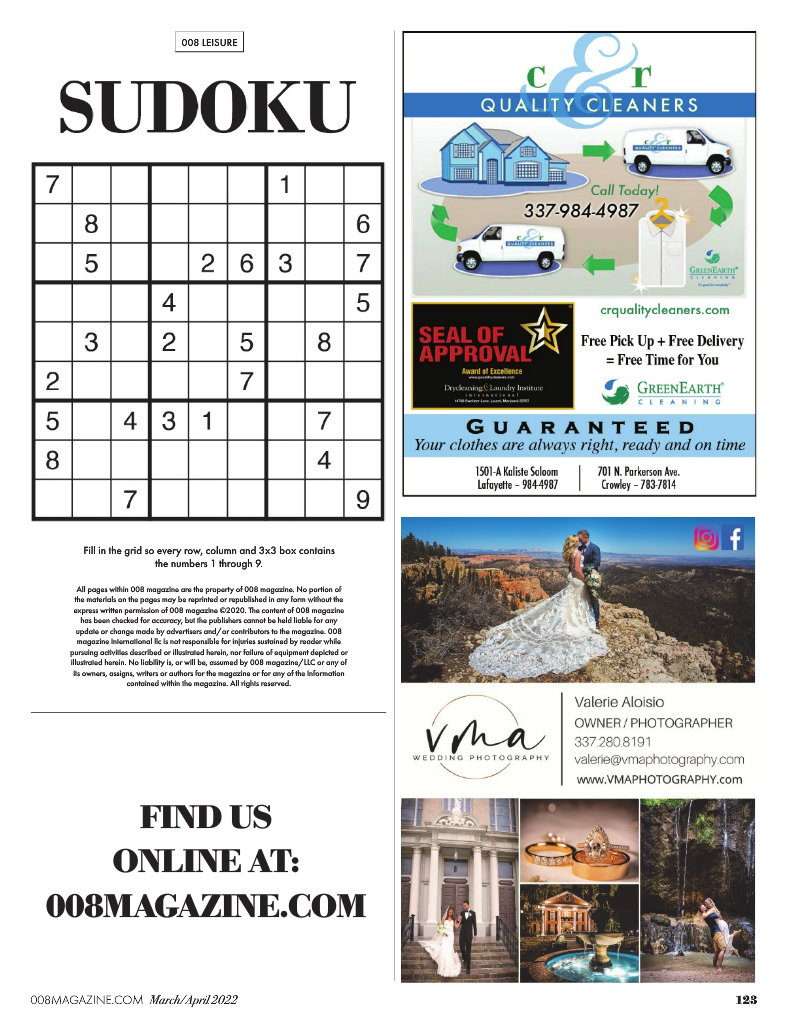 008 LEISURE
SUDOKU
7 1
8 6
5 2 6 3 7
4 5
3 2 5 8
2 7
5 4 3 1 7
8 4
7 9
Fill in the grid so every row, column and 3x3 box contains
the numbers 1 through 9.
All pages within 008 magazine are the property of 008 magazine. No portion of
the materials on the pages may be reprinted or republished in any form without the
express written permission of 008 magazine ©2020. The content of 008 magazine
has been checked for accuracy, but the publishers cannot be held liable for any
update or change made by advertisers and/or contributors to the magazine. 008
magazine international llc is not responsible for injuries sustained by reader while
pursuing activities described or illustrated herein, nor failure of equipment depicted or
illustrated herein. No liability is, or will be, assumed by 008 magazine/LLC or any of
its owners, assigns, writers or authors for the magazine or for any of the information
contained within the magazine. All rights reserved.
FIND US
ONLINE AT:
008MAGAZINE.COM
c&r
QUALITY CLEANERS
c&r
QUALITY CLEANERS
Call Today!
337-984-4987
c&r
QUALITY CLEANERS
GREENEARTH®
CLEANING
It's good for everybody!
crqualitycleaners.com
SEAL OF
APPROVAL
Award of Excellence
Drycleaning & Laundry Institute
international
Free Pick Up + Free Delivery
= Free Time for You
GREENEARTH®
CLEANING
GUARANTEED
Your clothes are always right, ready and on time
1501-A Kaliste Saloom
Lafayette – 984-4987
701 N. Parkerson Ave.
Crowley – 783-7814
f
vma
WEDDING PHOTOGRAPHY
Valerie Aloisio
OWNER / PHOTOGRAPHER
337.280.8191
valerie@vmaphotography.com
www.VMAPHOTOGRAPHY.com
008MAGAZINE.COM March/April 2022
123